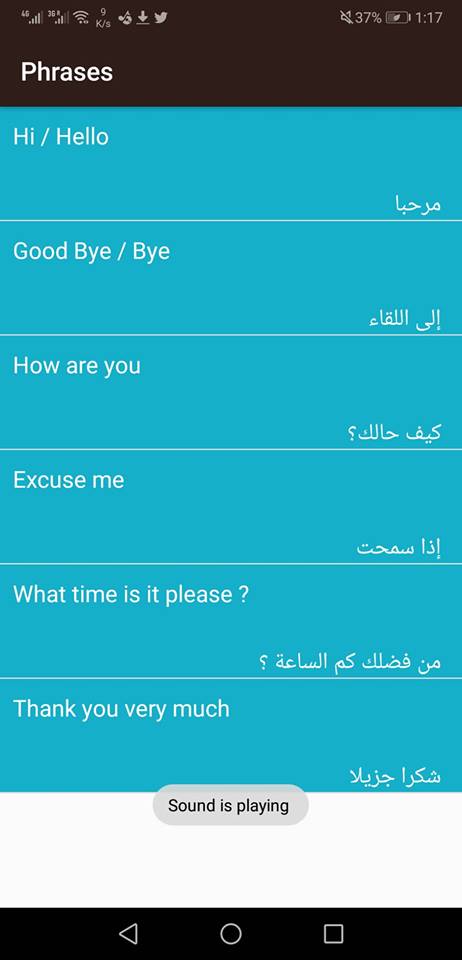 4G 3G R 9 K/s 37% 1:17
Phrases
Hi / Hello
مرحبا
Good Bye / Bye
إلى اللقاء
How are you
كيف حالك؟
Excuse me
إذا سمحت
What time is it please ?
من فضلك كم الساعة ؟
Thank you very much
شكرا جزيلا
Sound is playing